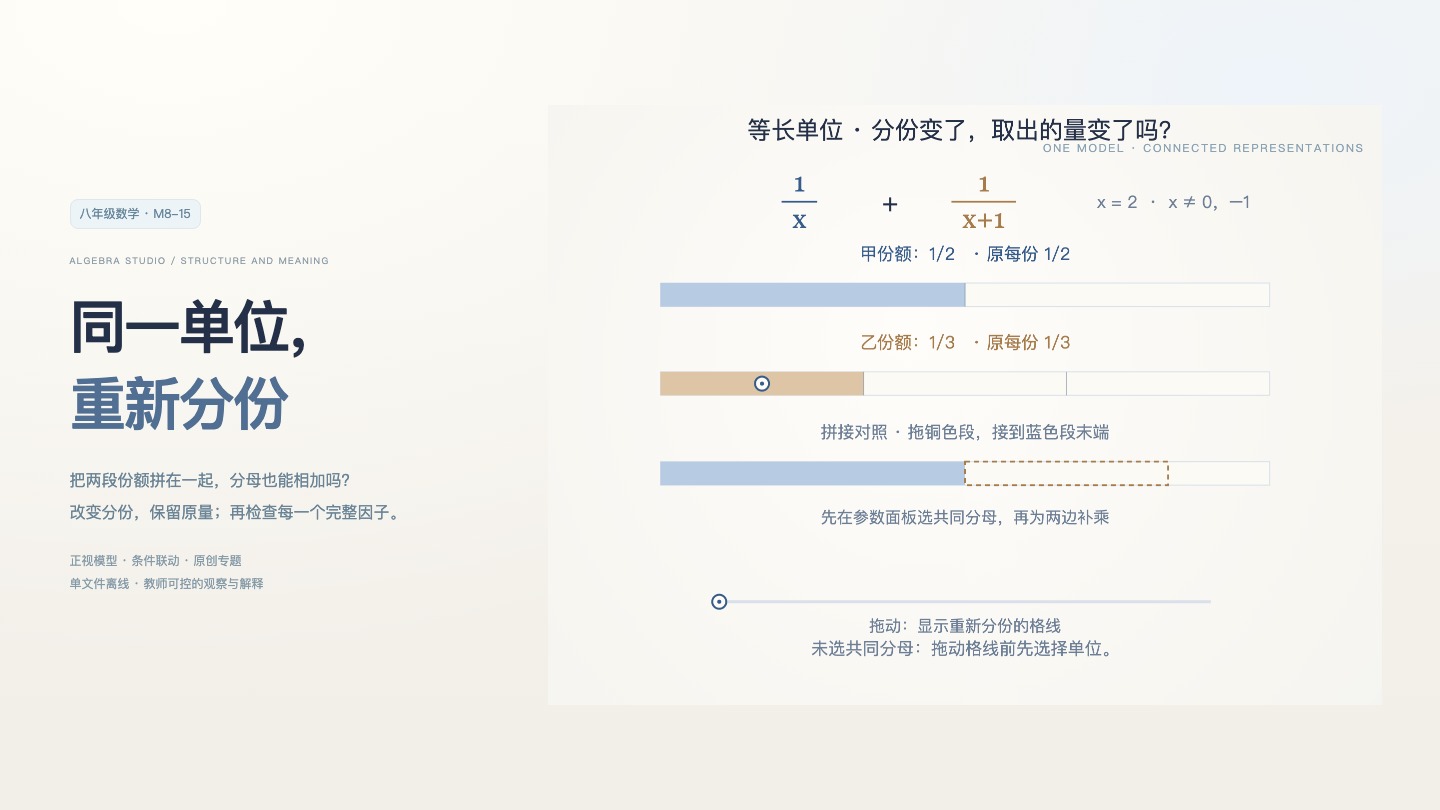 八年级数学 · M8–15
ALGEBRA STUDIO / STRUCTURE AND MEANING
同一单位,
重新分份
把两段份额拼在一起，分母也能相加吗？
改变分份，保留原量；再检查每一个完整因子。
正视模型 · 条件联动 · 原创专题
单文件离线 · 教师可控的观察与解释
等长单位 · 分份变了，取出的量变了吗？
ONE MODEL · CONNECTED REPRESENTATIONS
1/x + 1/(x+1) x = 2 · x ≠ 0, −1
甲份额：1/2 · 原每份 1/2
乙份额：1/3 · 原每份 1/3
拼接对照 · 拖铜色段，接到蓝色段末端
先在参数面板选共同分母，再为两边补乘
拖动：显示重新分份的格线
未选共同分母：拖动格线前先选择单位。